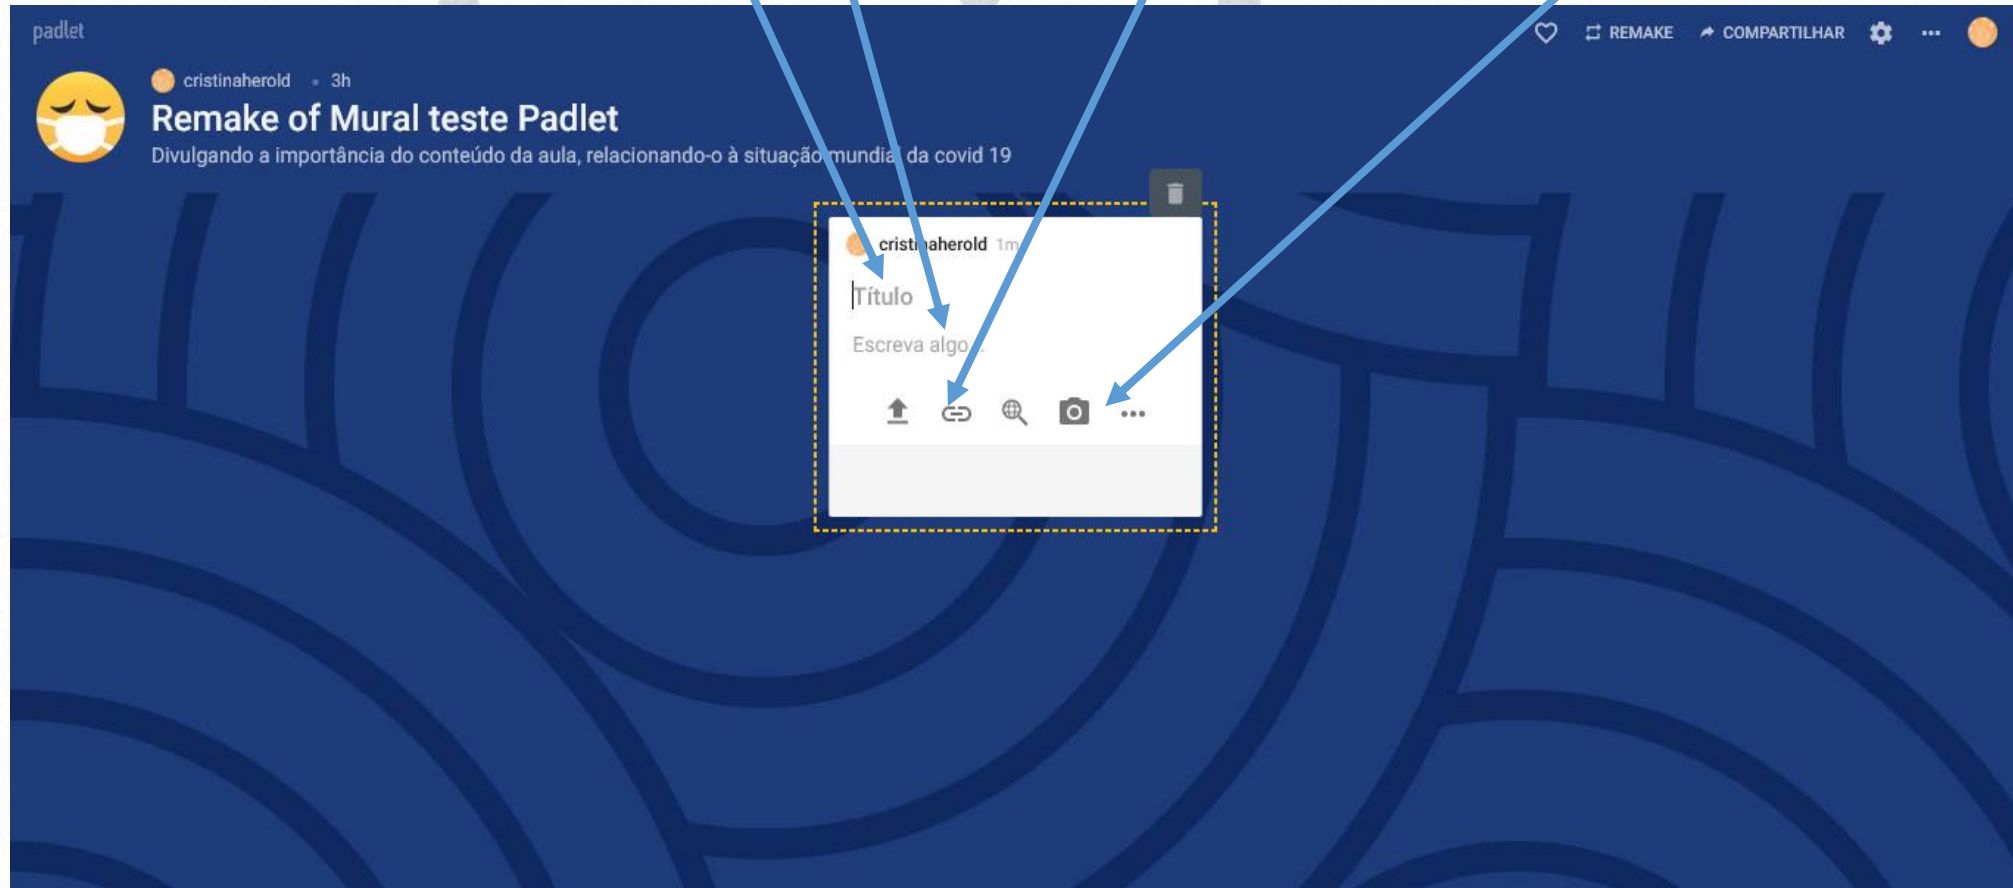 padlet
REMAKE COMPARTILHAR
cristinaherold • 3h
Remake of Mural teste Padlet
Divulgando a importância do conteúdo da aula, relacionando-o à situação mundial da covid 19
cristinaherold 1m
Título
Escreva algo...